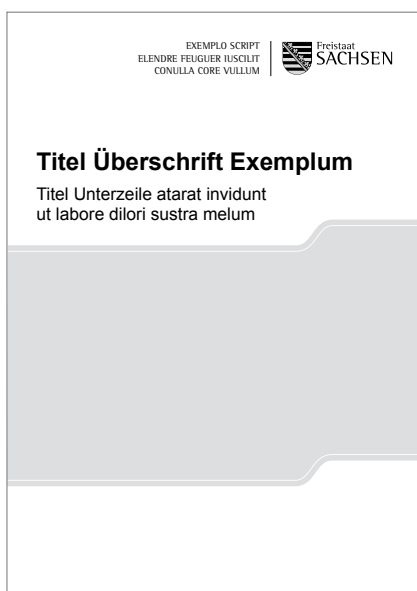 EXEMPLO SCRIPT
ELENDRE FEUGUER IUSCILIT
CONULLA CORE VULLUM
Freistaat
SACHSEN
Titel Überschrift Exemplum
Titel Unterzeile atarat invidunt
ut labore dilori sustra melum